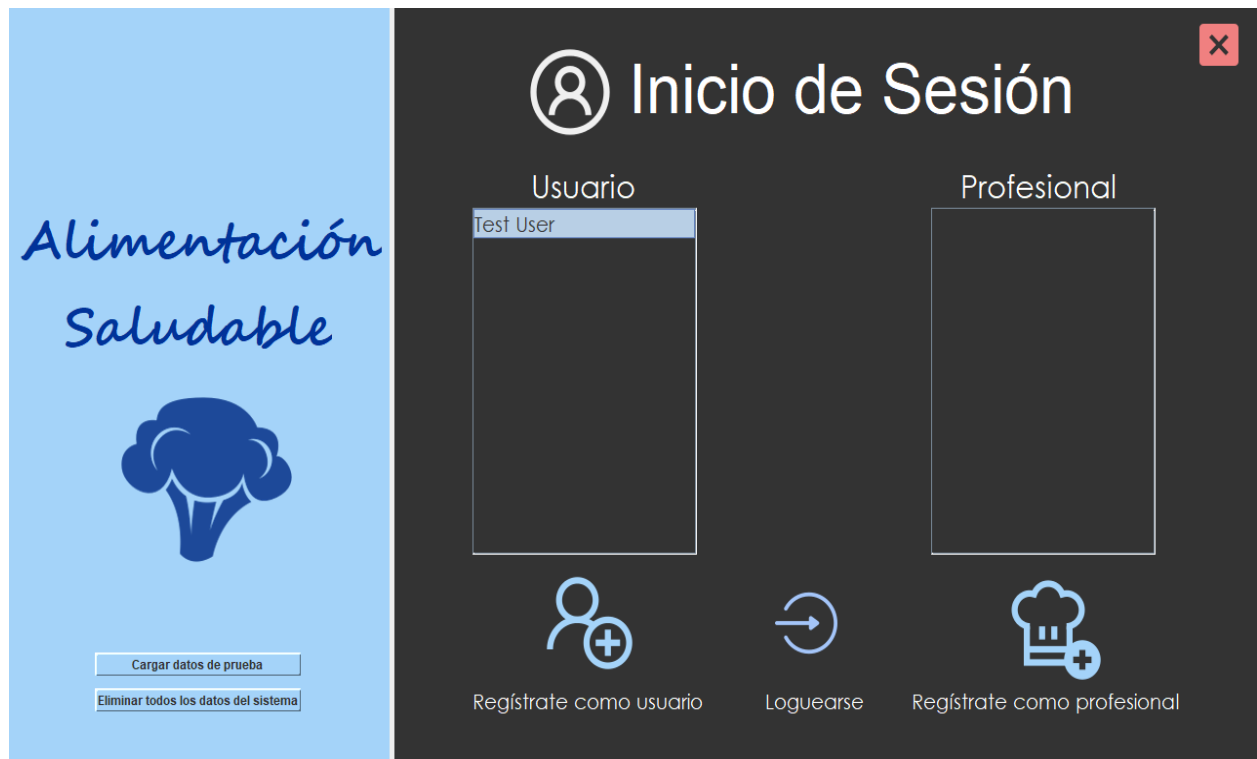 Alimentación
Saludable
Cargar datos de prueba
Eliminar todos los datos del sistema
Inicio de Sesión
Usuario
Profesional
Test User
Regístrate como usuario
Loguearse
Regístrate como profesional